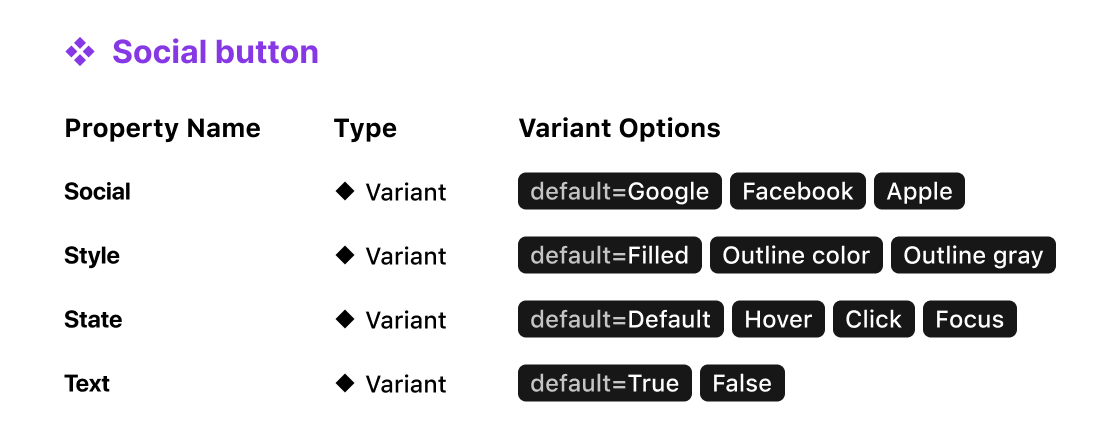 Social button
Property Name Type Variant Options
Social Variant default=Google Facebook Apple
Style Variant default=Filled Outline color Outline gray
State Variant default=Default Hover Click Focus
Text Variant default=True False